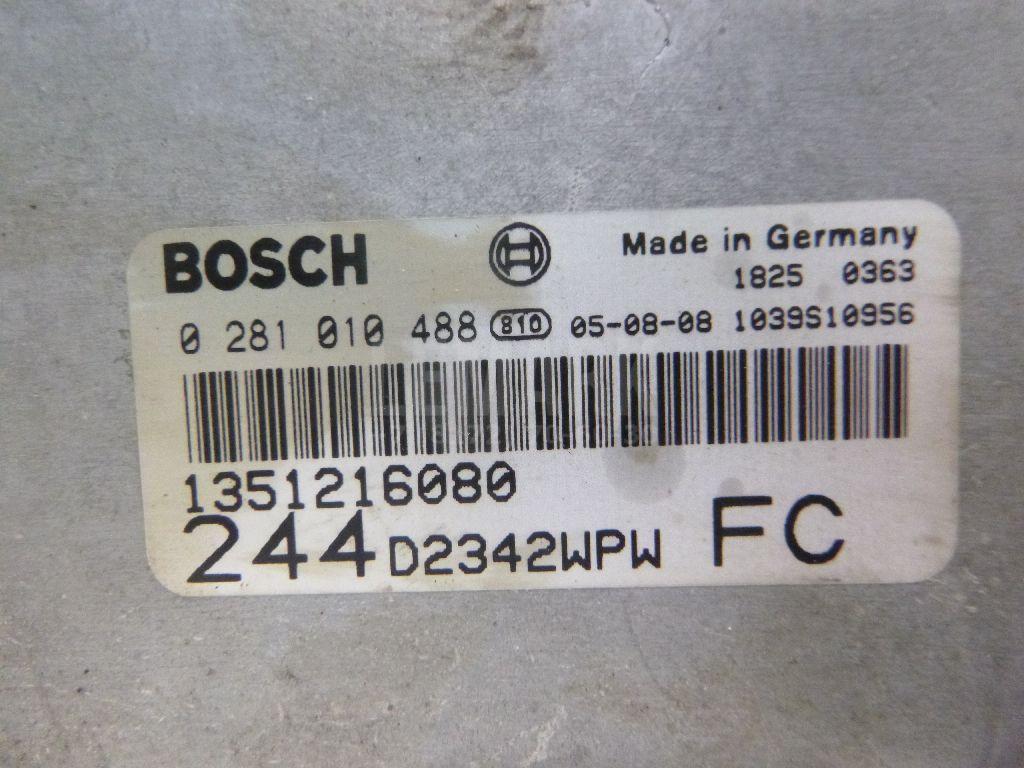 BOSCH Made in Germany
1825 0363
0 281 010 488 810 05-08-08 1039S10956
1351216080
244 D2342WPW FC